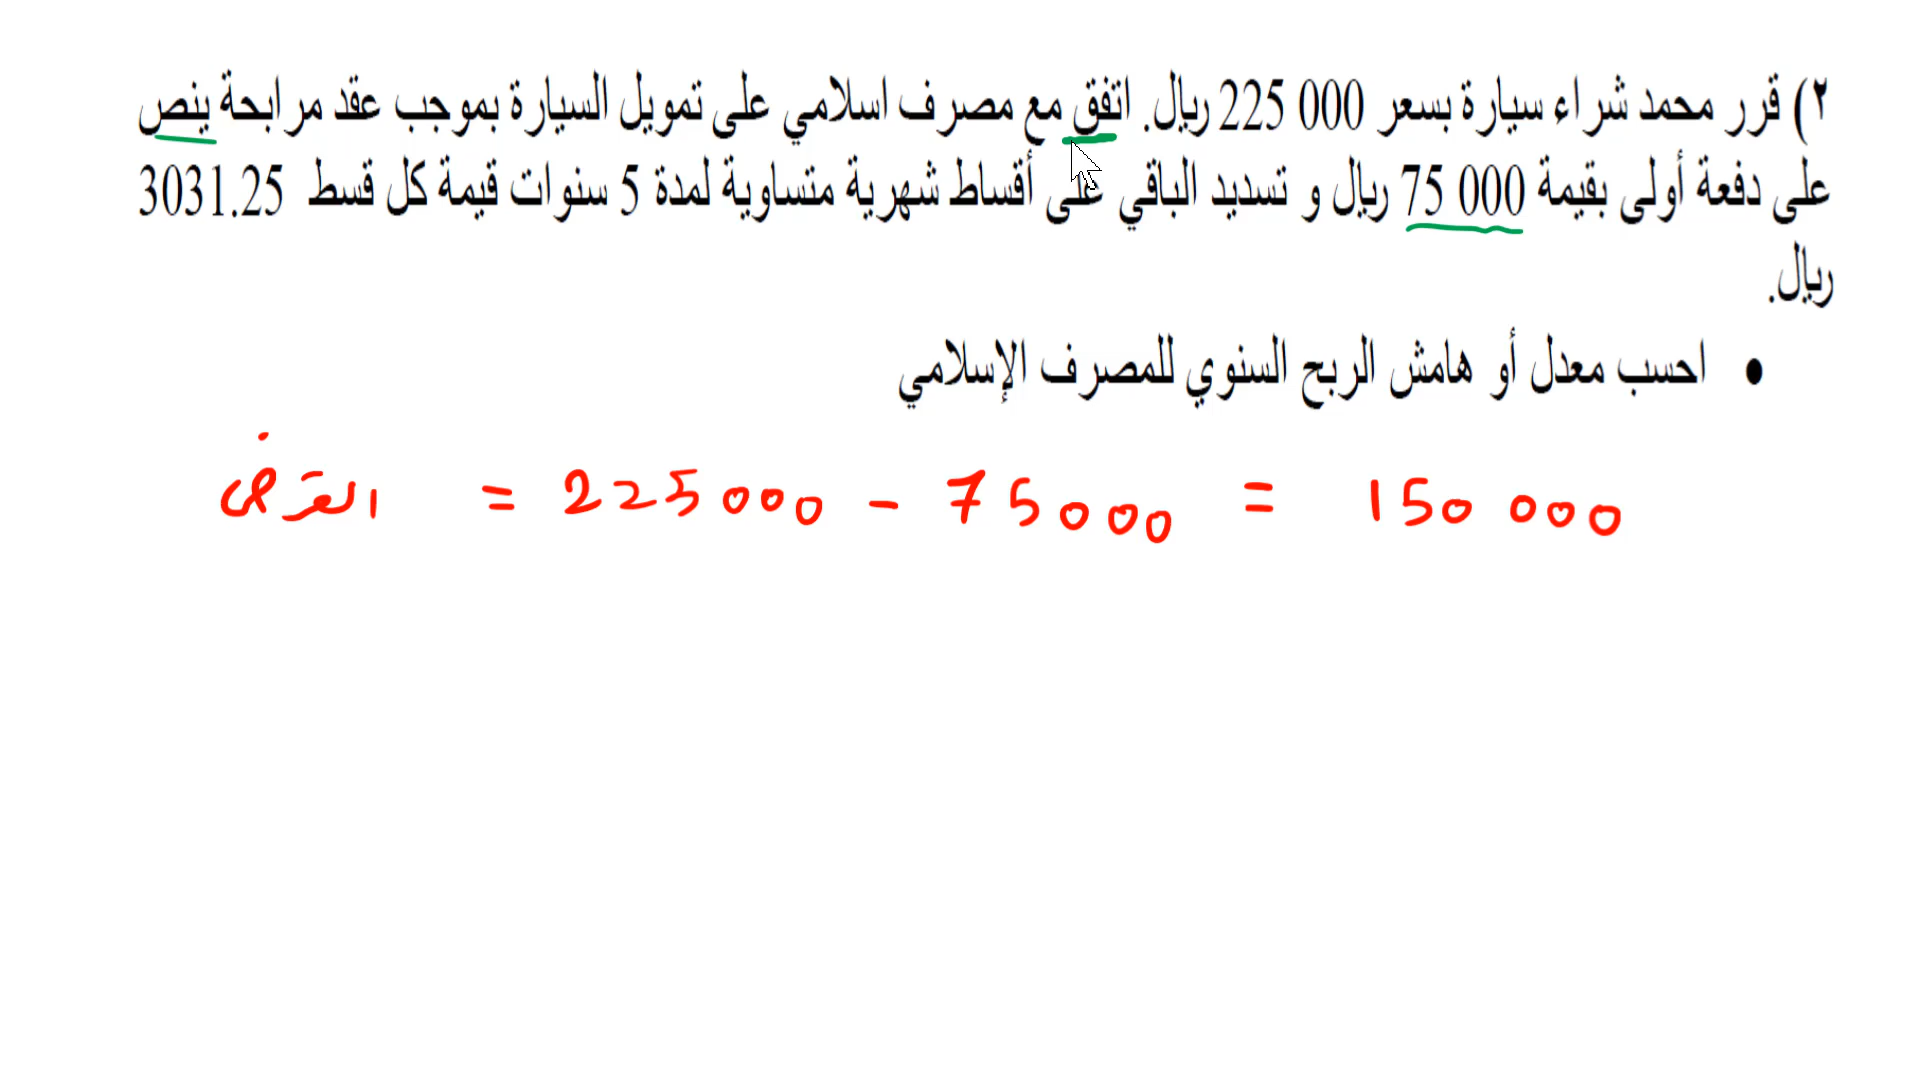 ٢) قرر محمد شراء سيارة بسعر 000 225 ريال. اتفق مع مصرف اسلامي على تمويل السيارة بموجب عقد مرابحة ينص
على دفعة أولى بقيمة 000 75 ريال و تسديد الباقي على أقساط شهرية متساوية لمدة 5 سنوات قيمة كل قسط 3031.25
ريال.
• احسب معدل أو هامش الربح السنوي للمصرف الإسلامي
القرض = 225000 - 75000 = 150 000